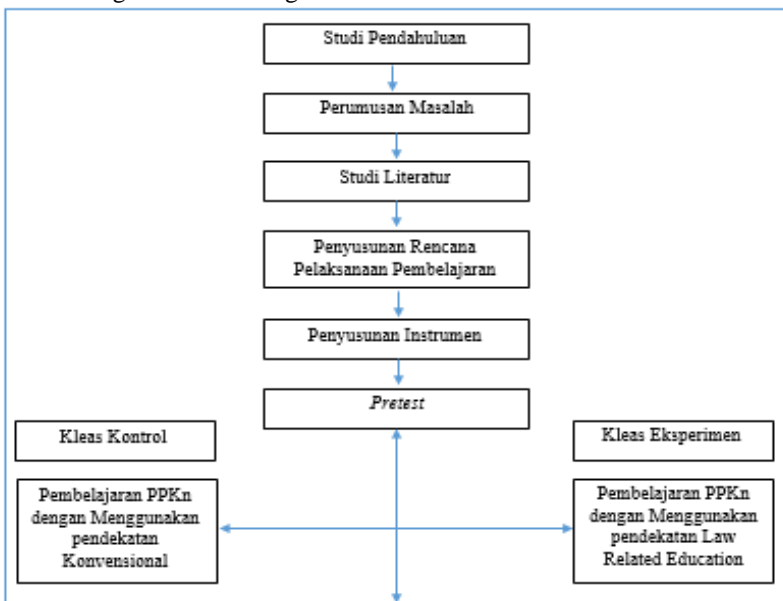 Studi Pendahuluan
Perumusan Masalah
Studi Literatur
Penyusunan Rencana
Pelaksanaan Pembelajaran
Penyusunan Instrumen
Pretest
Kleas Kontrol
Kleas Eksperimen
Pembelajaran PPKn
dengan Menggunakan
pendekatan
Konvensional
Pembelajaran PPKn
dengan Menggunakan
pendekatan Law
Related Education